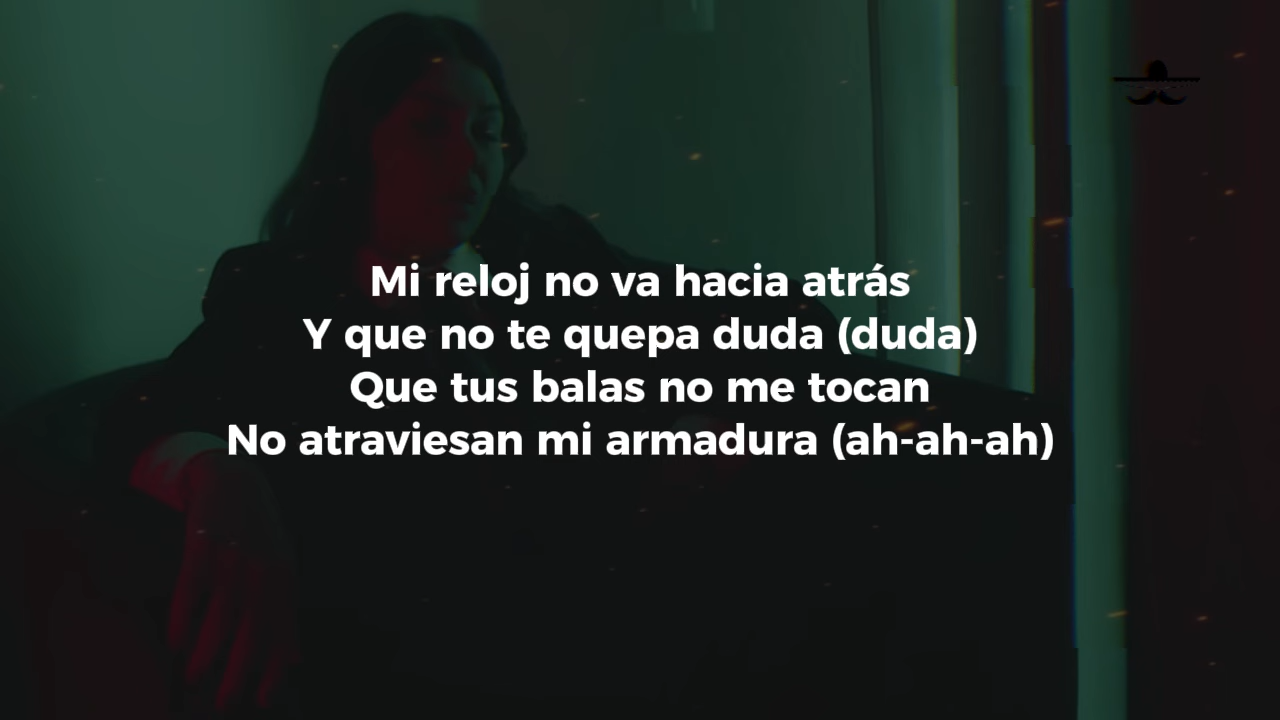 Mi reloj no va hacia atrás
Y que no te quepa duda (duda)
Que tus balas no me tocan
No atraviesan mi armadura (ah-ah-ah)